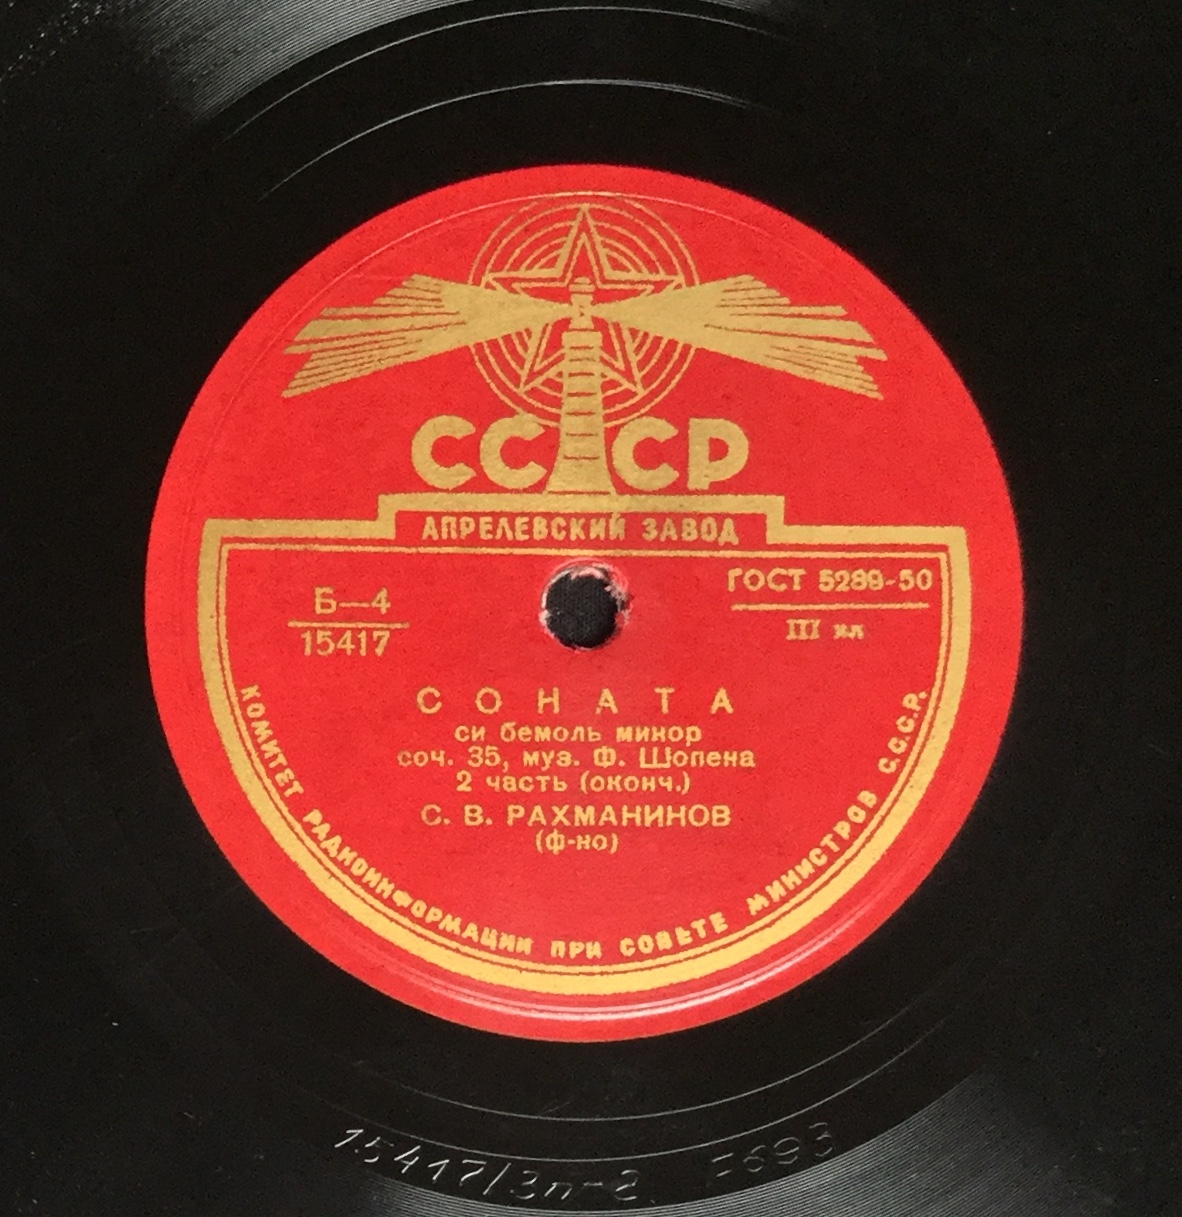 СССР
АПРЕЛЕВСКИЙ ЗАВОД
Б—4
15417
ГОСТ 5289-50
III кл
СОНАТА
си бемоль минор
соч. 35, муз. Ф. Шопена
2 часть (оконч.)
С. В. РАХМАНИНОВ
(ф-но)
КОМИТЕТ РАДИОИНФОРМАЦИИ ПРИ СОВЕТЕ МИНИСТРОВ С.С.С.Р.
15417/3п-2